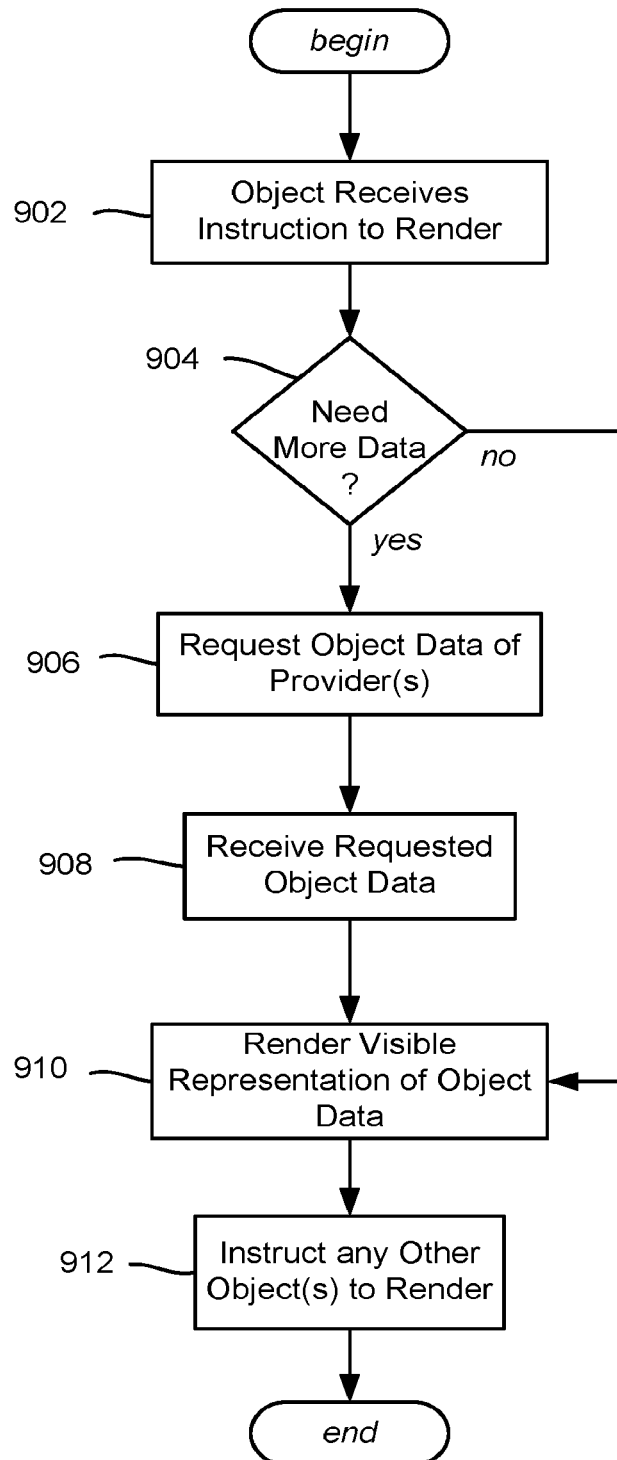 begin
902
Object Receives
Instruction to Render
904
Need
More Data
?
no
yes
906
Request Object Data of
Provider(s)
908
Receive Requested
Object Data
910
Render Visible
Representation of Object
Data
912
Instruct any Other
Object(s) to Render
end